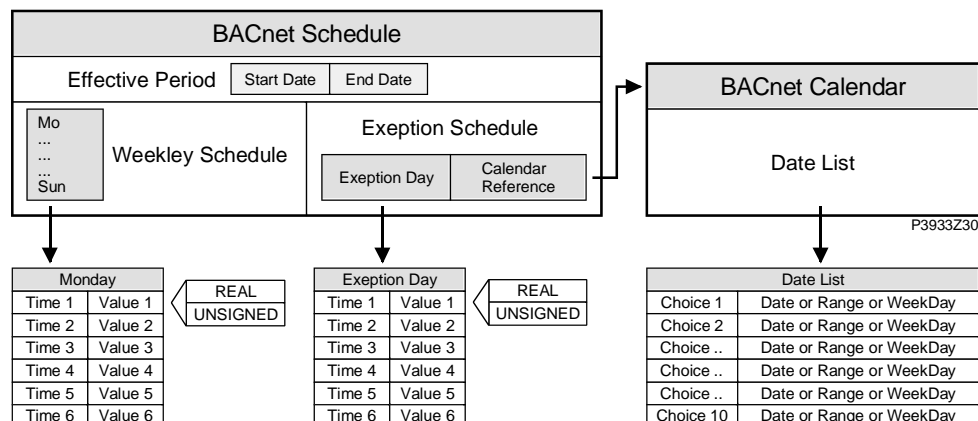 BACnet Schedule
Effective Period Start Date End Date
Mo
...
...
...
Sun
Weekley Schedule
Exeption Schedule
Exeption Day
Calendar
Reference
BACnet Calendar
Date List
P3933Z30
Monday
Time 1 Value 1
Time 2 Value 2
Time 3 Value 3
Time 4 Value 4
Time 5 Value 5
Time 6 Value 6
REAL
UNSIGNED
Exeption Day
Time 1 Value 1
Time 2 Value 2
Time 3 Value 3
Time 4 Value 4
Time 5 Value 5
Time 6 Value 6
REAL
UNSIGNED
Date List
Choice 1 Date or Range or WeekDay
Choice 2 Date or Range or WeekDay
Choice .. Date or Range or WeekDay
Choice .. Date or Range or WeekDay
Choice .. Date or Range or WeekDay
Choice 10 Date or Range or WeekDay